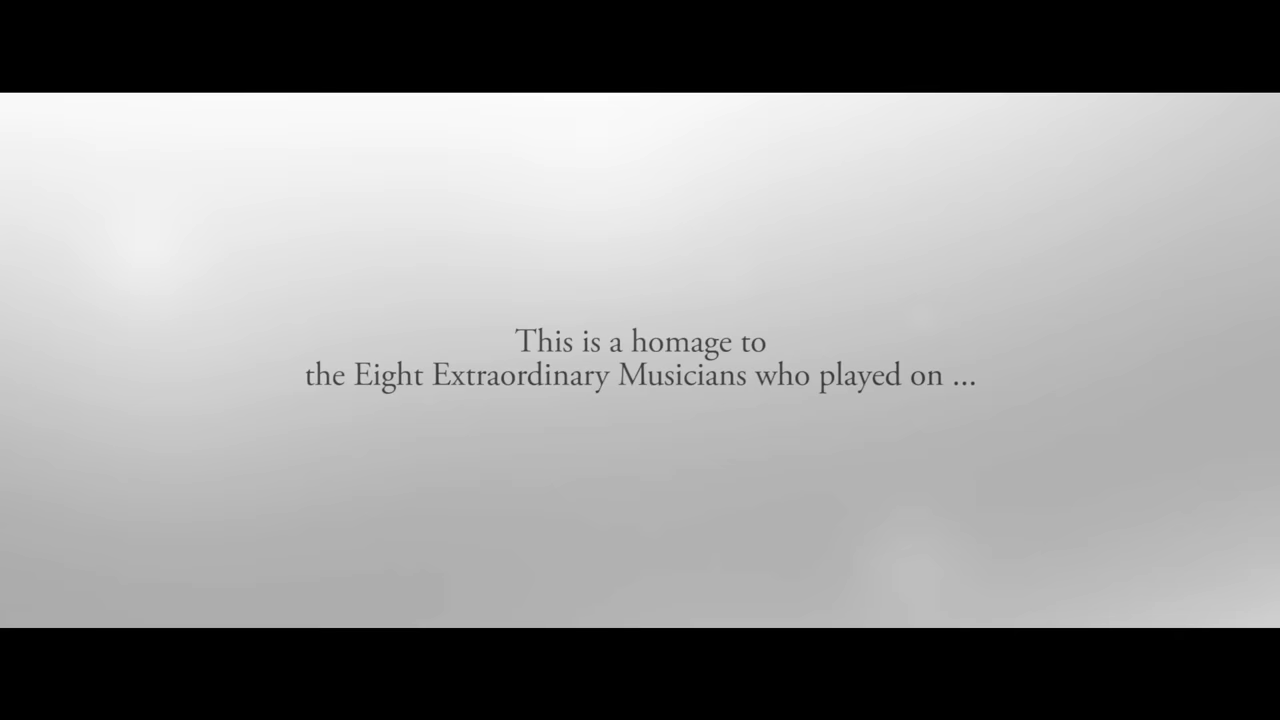 This is a homage to
the Eight Extraordinary Musicians who played on ...